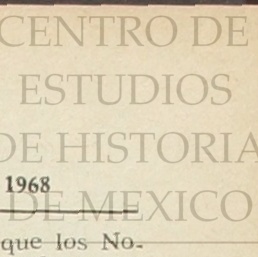 CENTRO DE
ESTUDIOS
DE HISTORIA
1968
DE MEXICO
que los No-